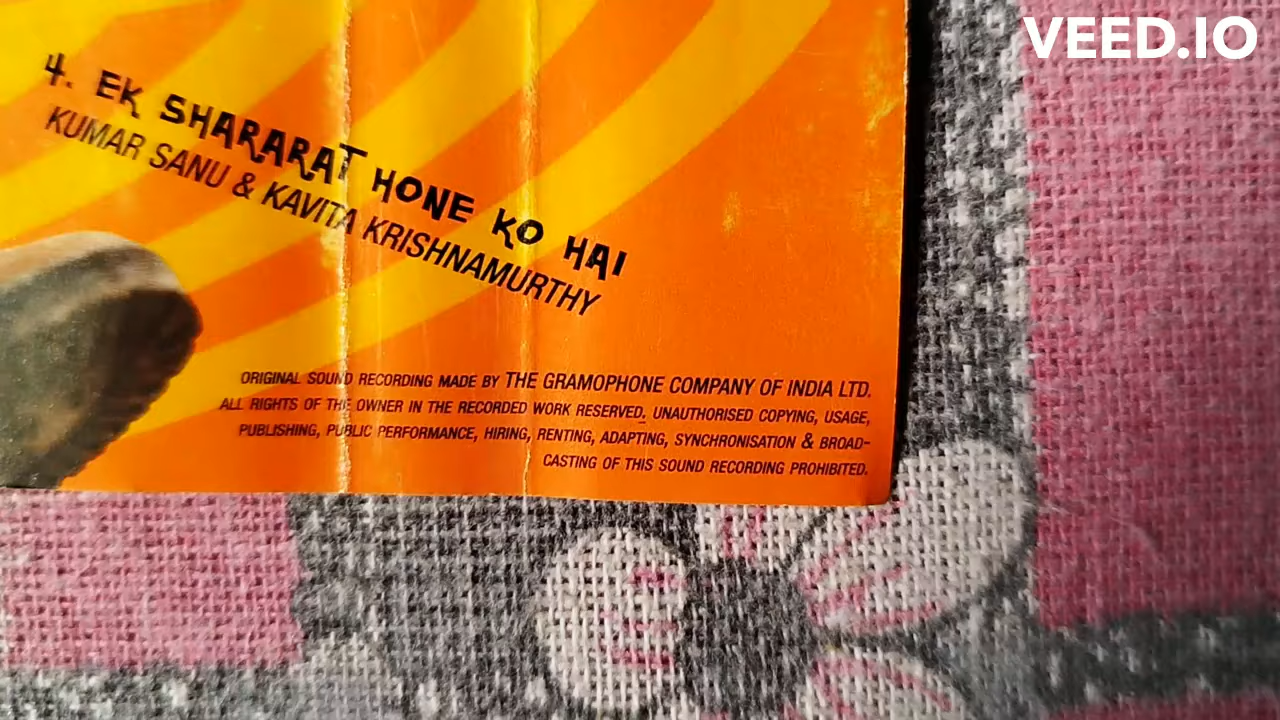 VEED.IO
4. EK SHARARAT HONE KO HAI
KUMAR SANU & KAVITA KRISHNAMURTHY
ORIGINAL SOUND RECORDING MADE BY THE GRAMOPHONE COMPANY OF INDIA LTD.
ALL RIGHTS OF THE OWNER IN THE RECORDED WORK RESERVED. UNAUTHORISED COPYING, USAGE,
PUBLISHING, PUBLIC PERFORMANCE, HIRING, RENTING, ADAPTING, SYNCHRONISATION & BROAD-
CASTING OF THIS SOUND RECORDING PROHIBITED.